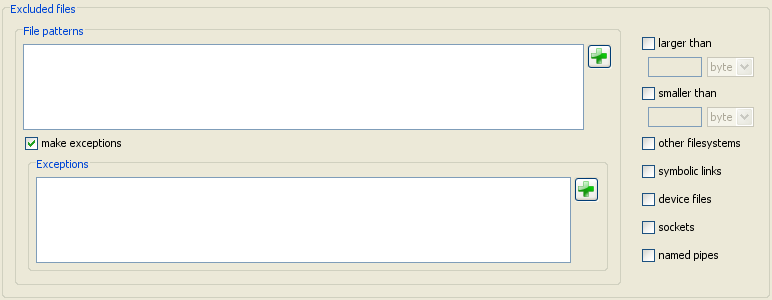 Excluded files
File patterns
make exceptions
Exceptions
larger than
byte
smaller than
byte
other filesystems
symbolic links
device files
sockets
named pipes